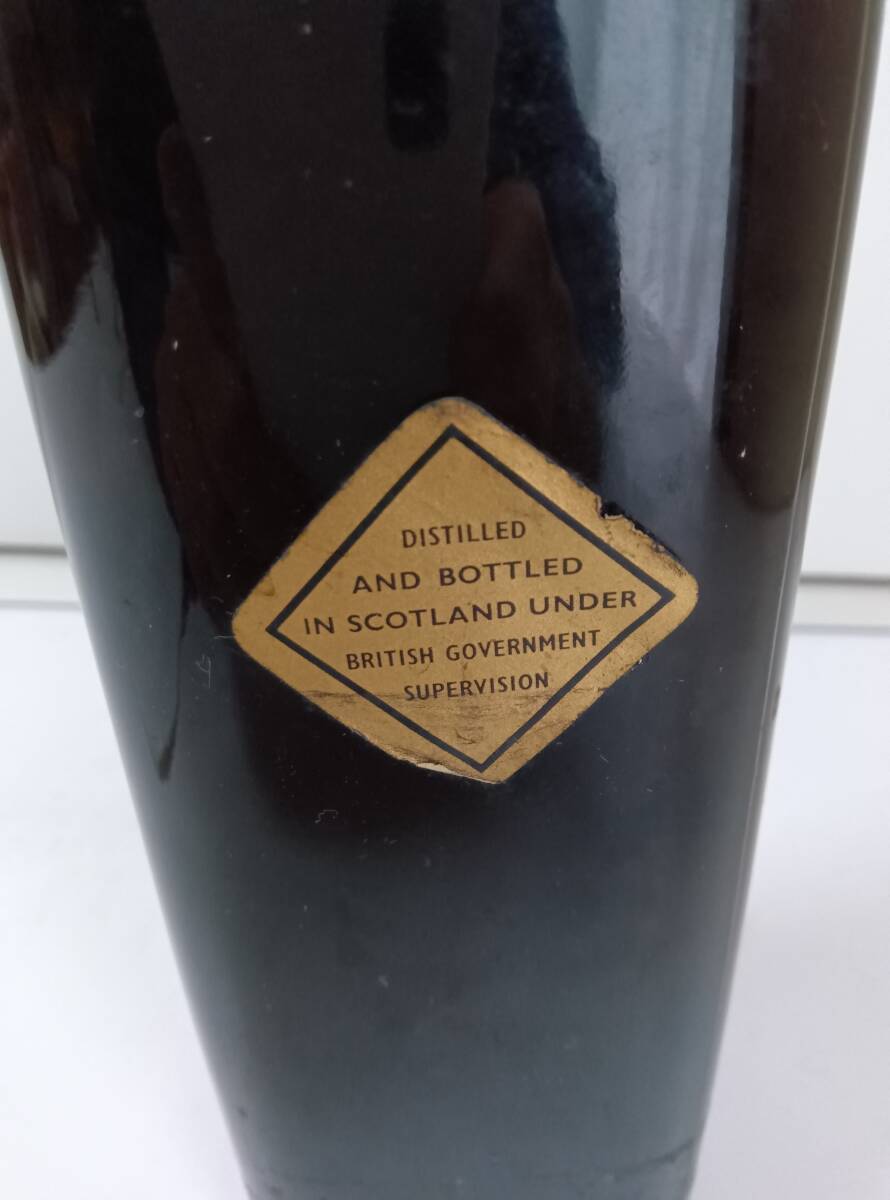 DISTILLED
AND BOTTLED
IN SCOTLAND UNDER
BRITISH GOVERNMENT
SUPERVISION